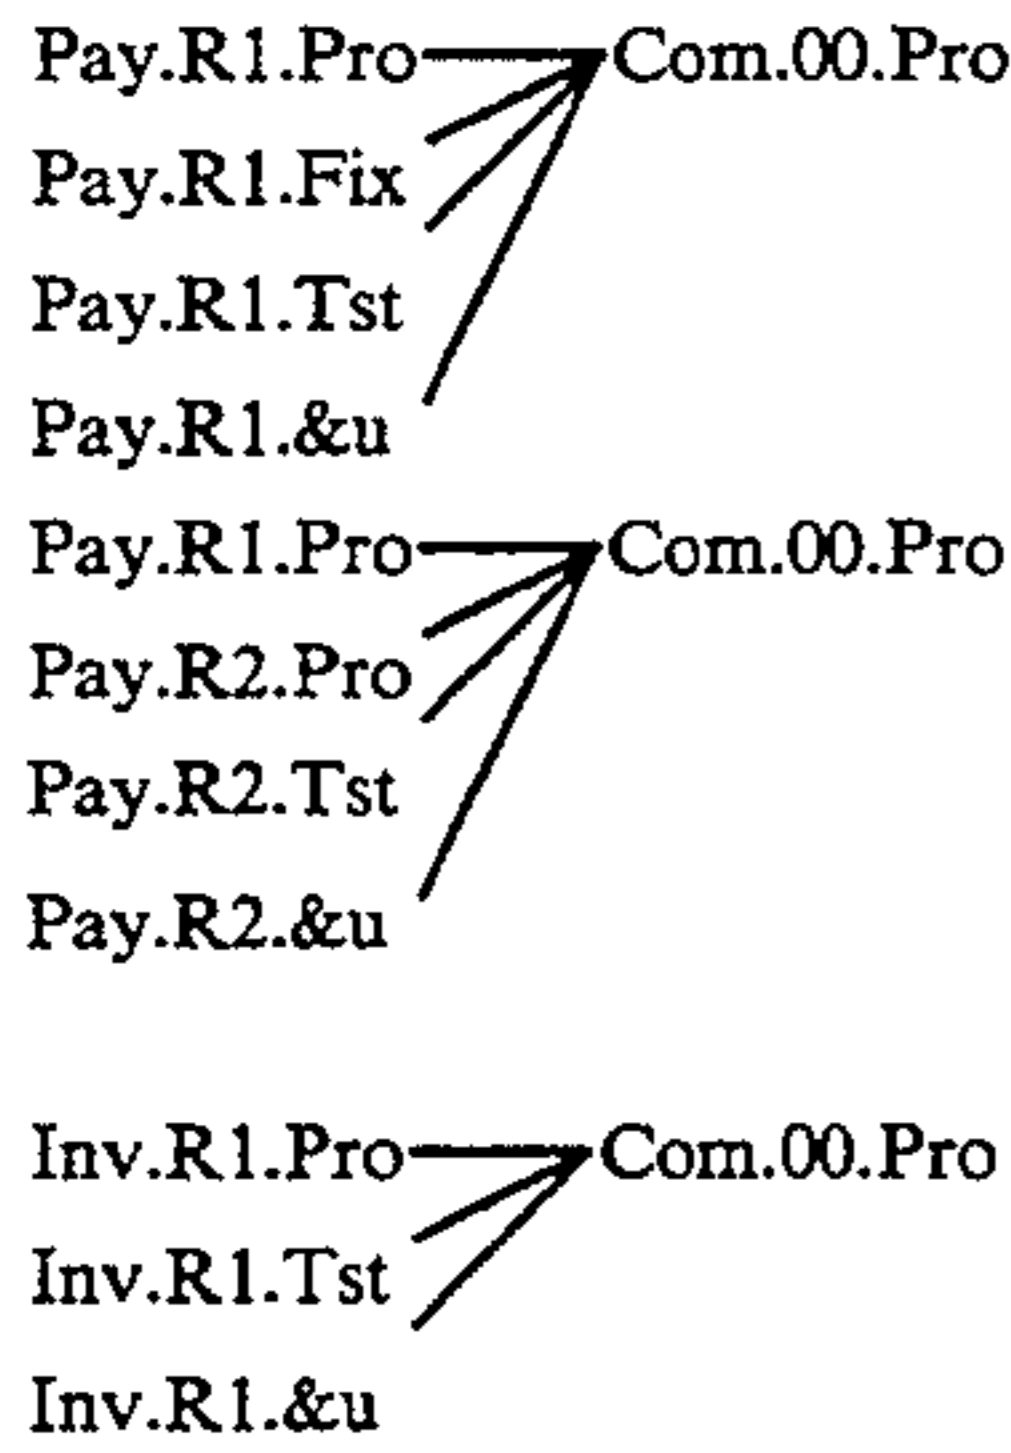 Pay.R1.Pro Com.00.Pro
Pay.R1.Fix
Pay.R1.Tst
Pay.R1.&u
Pay.R1.Pro Com.00.Pro
Pay.R2.Pro
Pay.R2.Tst
Pay.R2.&u
Inv.R1.Pro Com.00.Pro
Inv.R1.Tst
Inv.R1.&u